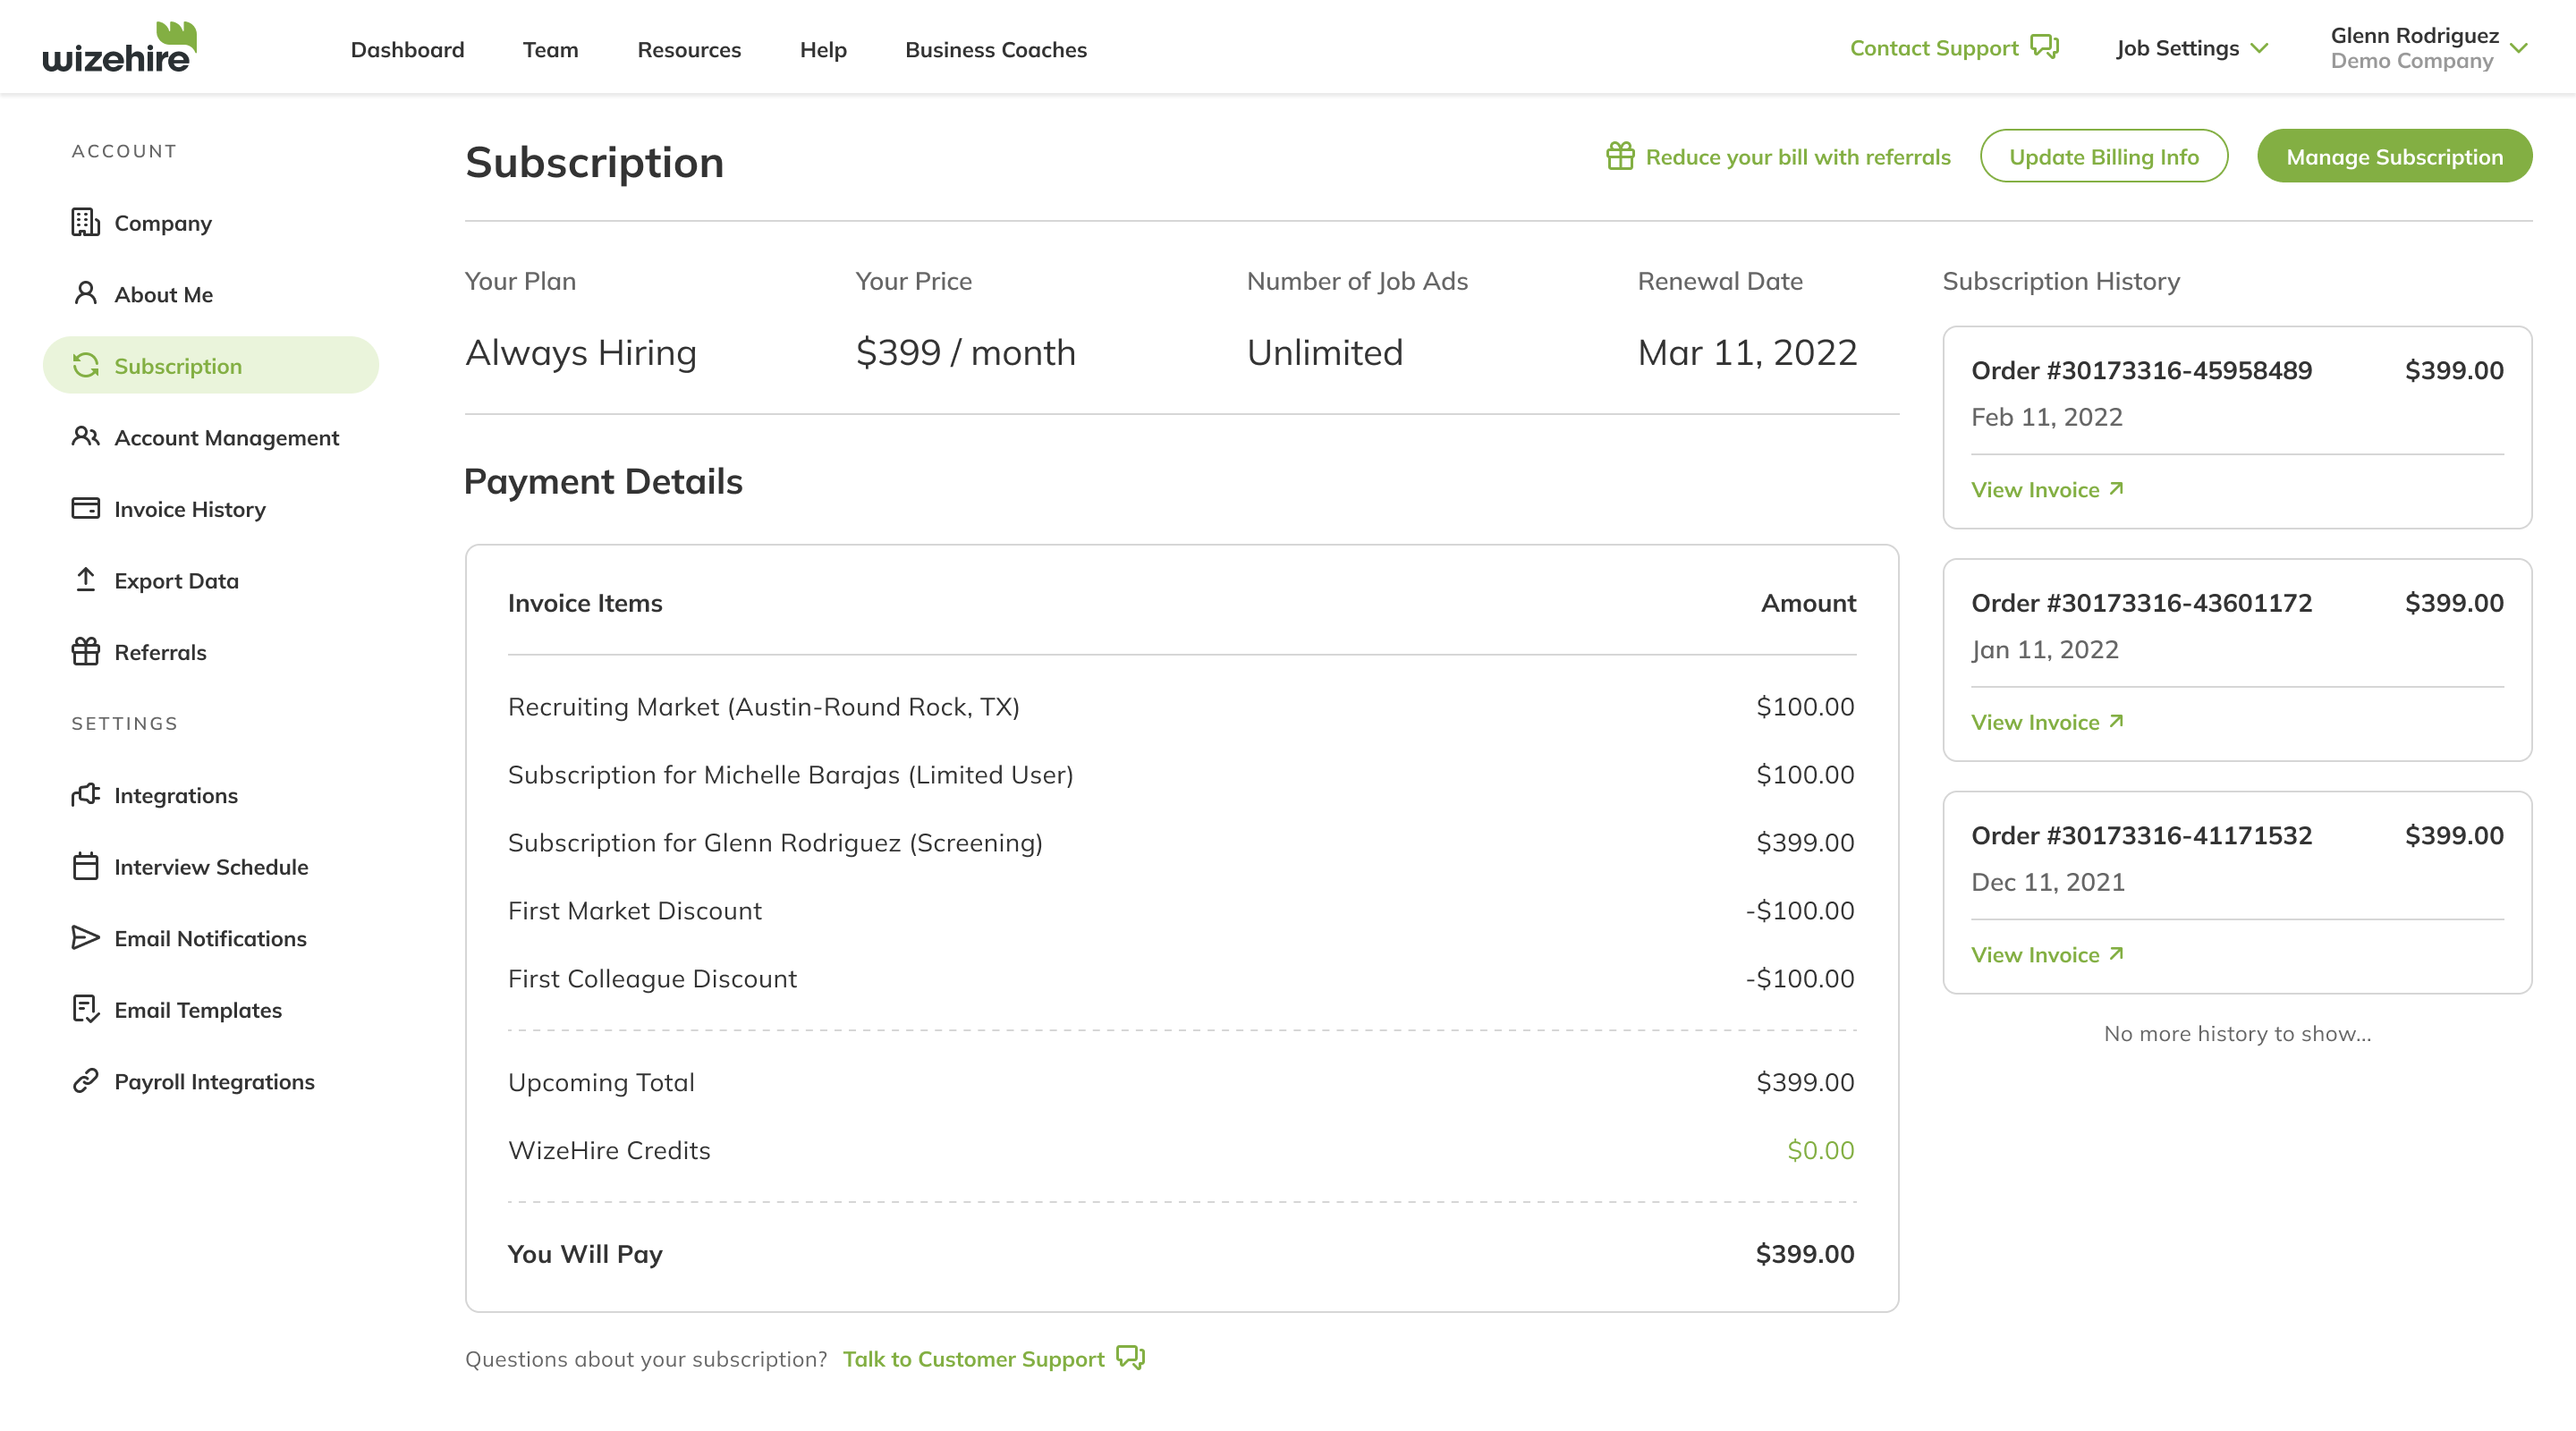 wizehire
Dashboard
Team
Resources
Help
Business Coaches
Contact Support
Job Settings
Glenn Rodriguez
Demo Company
ACCOUNT
Company
About Me
Subscription
Account Management
Invoice History
Export Data
Referrals
SETTINGS
Integrations
Interview Schedule
Email Notifications
Email Templates
Payroll Integrations
Subscription
Reduce your bill with referrals
Update Billing Info
Manage Subscription
Your Plan
Always Hiring
Your Price
$399 / month
Number of Job Ads
Unlimited
Renewal Date
Mar 11, 2022
Payment Details
Invoice Items Amount
Recruiting Market (Austin-Round Rock, TX) $100.00
Subscription for Michelle Barajas (Limited User) $100.00
Subscription for Glenn Rodriguez (Screening) $399.00
First Market Discount -$100.00
First Colleague Discount -$100.00
Upcoming Total $399.00
WizeHire Credits $0.00
You Will Pay $399.00
Questions about your subscription? Talk to Customer Support
Subscription History
Order #30173316-45958489 $399.00
Feb 11, 2022
View Invoice
Order #30173316-43601172 $399.00
Jan 11, 2022
View Invoice
Order #30173316-41171532 $399.00
Dec 11, 2021
View Invoice
No more history to show...